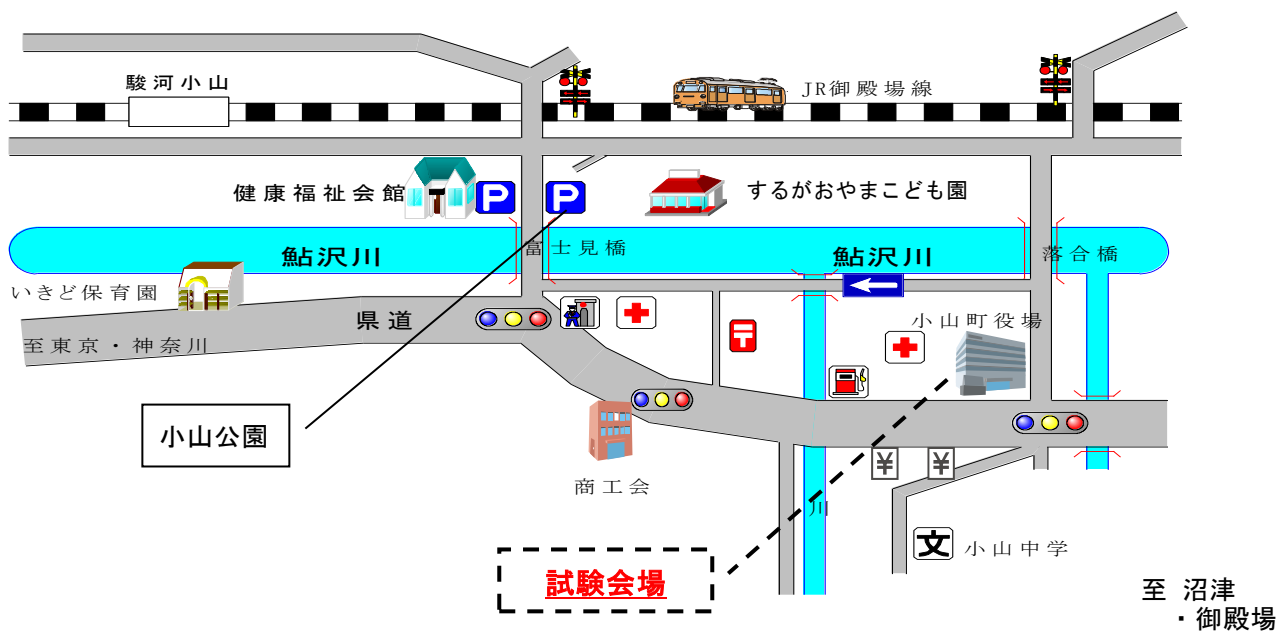 駿河小山
JR御殿場線
健康福祉会館
P
P
するがおやまこども園
鮎沢川
富士見橋
鮎沢川
落合橋
いきど保育園
県道
小山町役場
至東京・神奈川
〒
小山公園
商工会
¥
¥
川
文
小山中学
試験会場
至 沼津
・御殿場